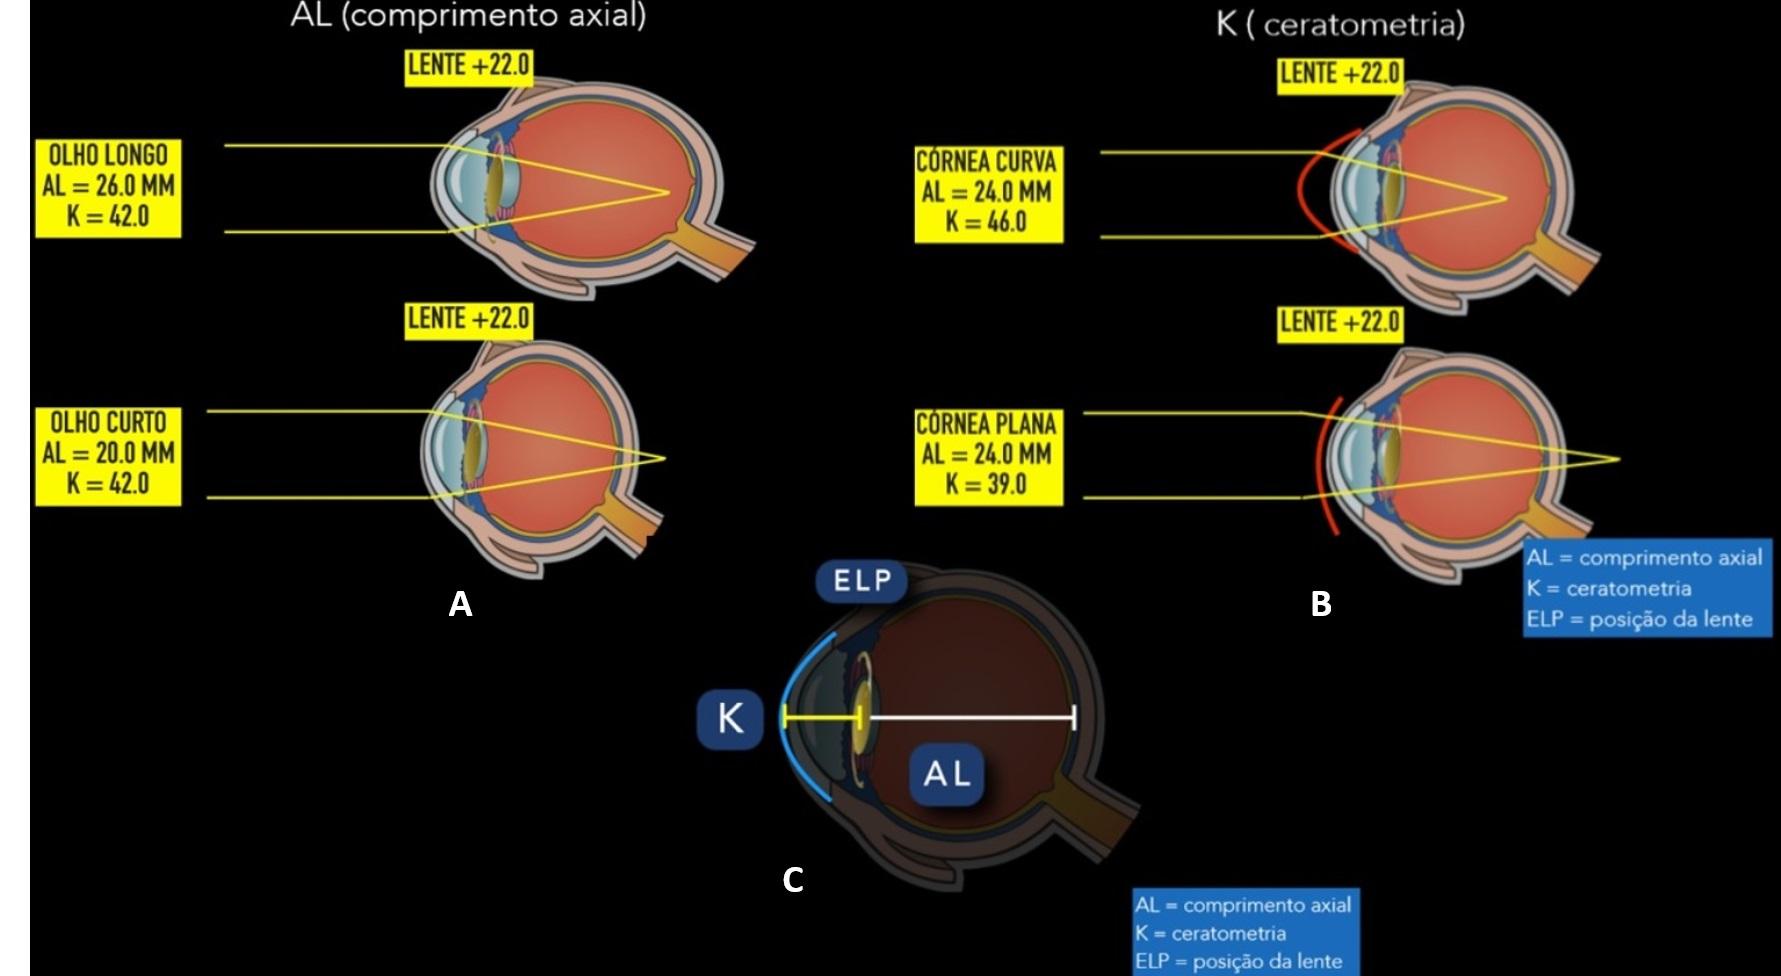 AL (comprimento axial)
LENTE +22.0
OLHO LONGO
AL = 26.0 MM
K = 42.0
LENTE +22.0
OLHO CURTO
AL = 20.0 MM
K = 42.0
A
K ( ceratometria)
LENTE +22.0
CÓRNEA CURVA
AL = 24.0 MM
K = 46.0
LENTE +22.0
CÓRNEA PLANA
AL = 24.0 MM
K = 39.0
B
AL = comprimento axial
K = ceratometria
ELP = posição da lente
ELP
K
AL
C
AL = comprimento axial
K = ceratometria
ELP = posição da lente